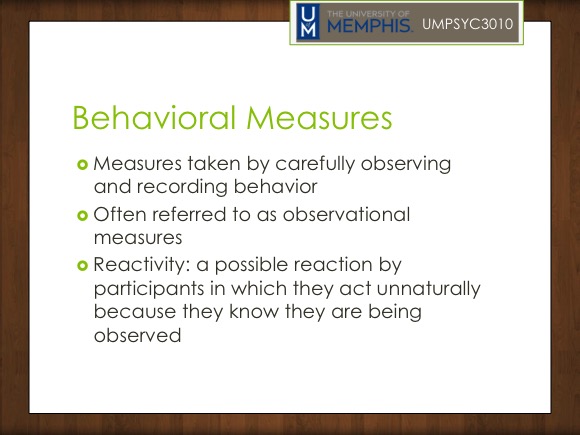 UM
THE UNIVERSITY OF
MEMPHIS.
UMPSYC3010
Behavioral Measures
Measures taken by carefully observing
and recording behavior
Often referred to as observational
measures
Reactivity: a possible reaction by
participants in which they act unnaturally
because they know they are being
observed